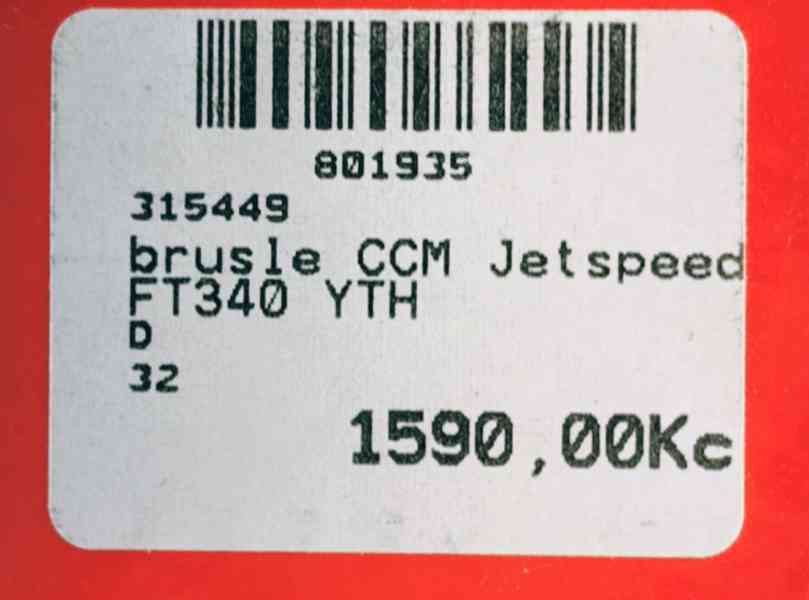 801935
315449
brusle CCM Jetspeed
FT340 YTH
D
32
1590,00Kc